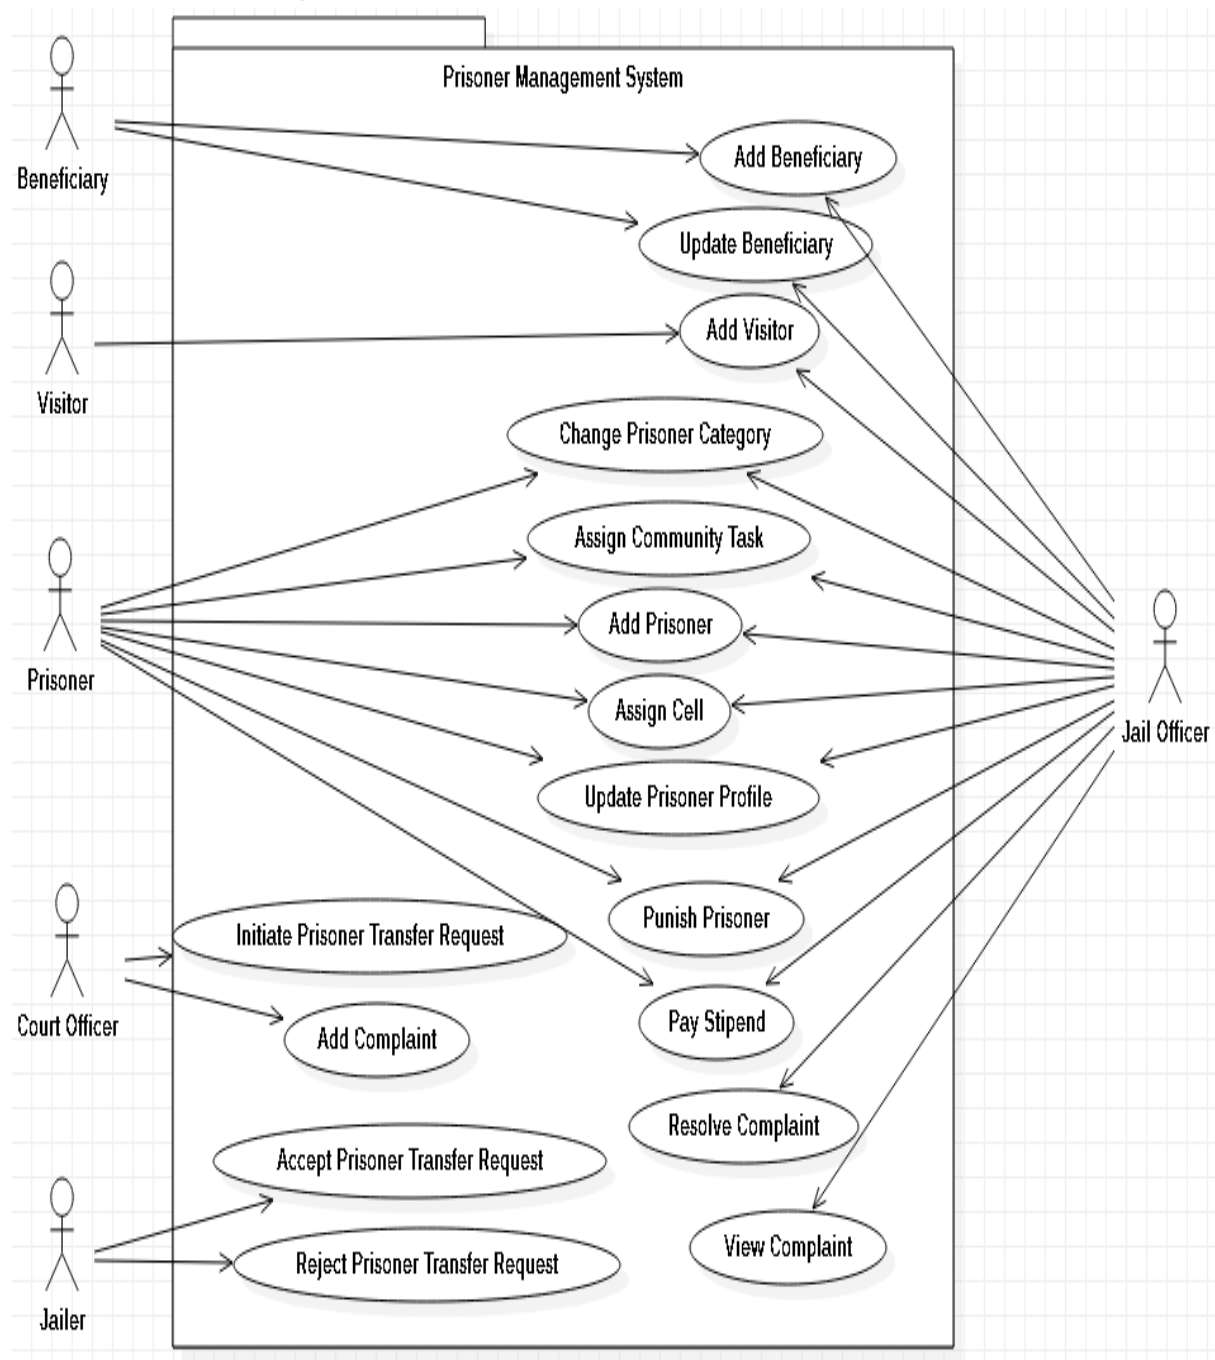 Prisoner Management System
Beneficiary
Add Beneficiary
Update Beneficiary
Visitor
Add Visitor
Change Prisoner Category
Assign Community Task
Prisoner
Add Prisoner
Assign Cell
Jail Officer
Update Prisoner Profile
Punish Prisoner
Court Officer
Initiate Prisoner Transfer Request
Pay Stipend
Add Complaint
Resolve Complaint
Accept Prisoner Transfer Request
View Complaint
Reject Prisoner Transfer Request
Jailer